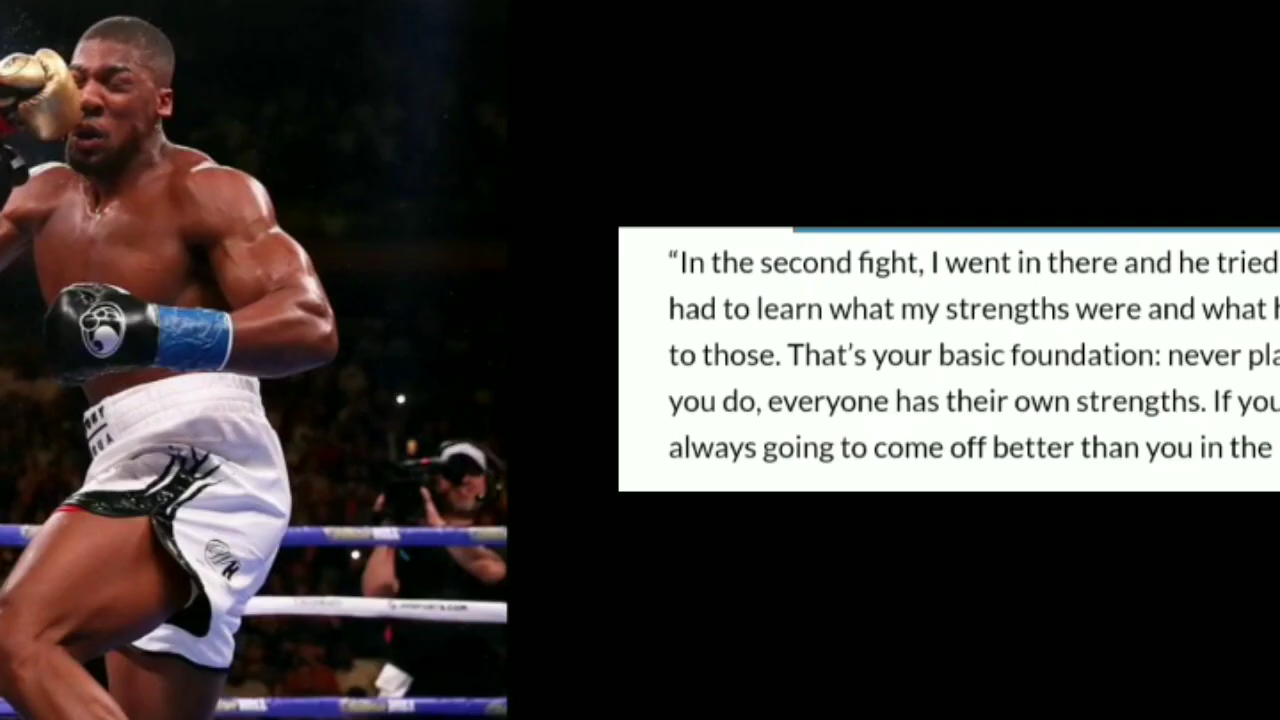 “In the second fight, I went in there and he tried
had to learn what my strengths were and what
to those. That’s your basic foundation: never
you do, everyone has their own strengths. If you
always going to come off better than you in the